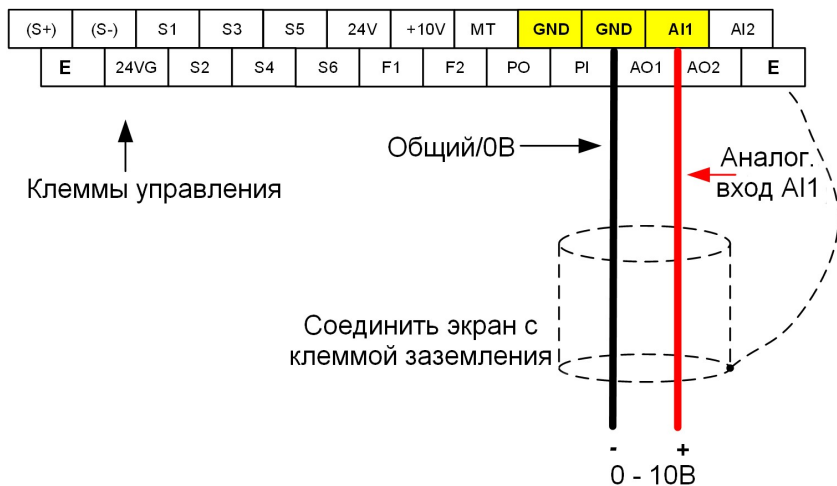 (S+) (S-) S1 S3 S5 24V +10V MT GND GND AI1 AI2
E 24VG S2 S4 S6 F1 F2 PO PI AO1 AO2 E
Общий/0В
Аналог.
вход AI1
Клеммы управления
Соединить экран с
клеммой заземления
- +
0 - 10В